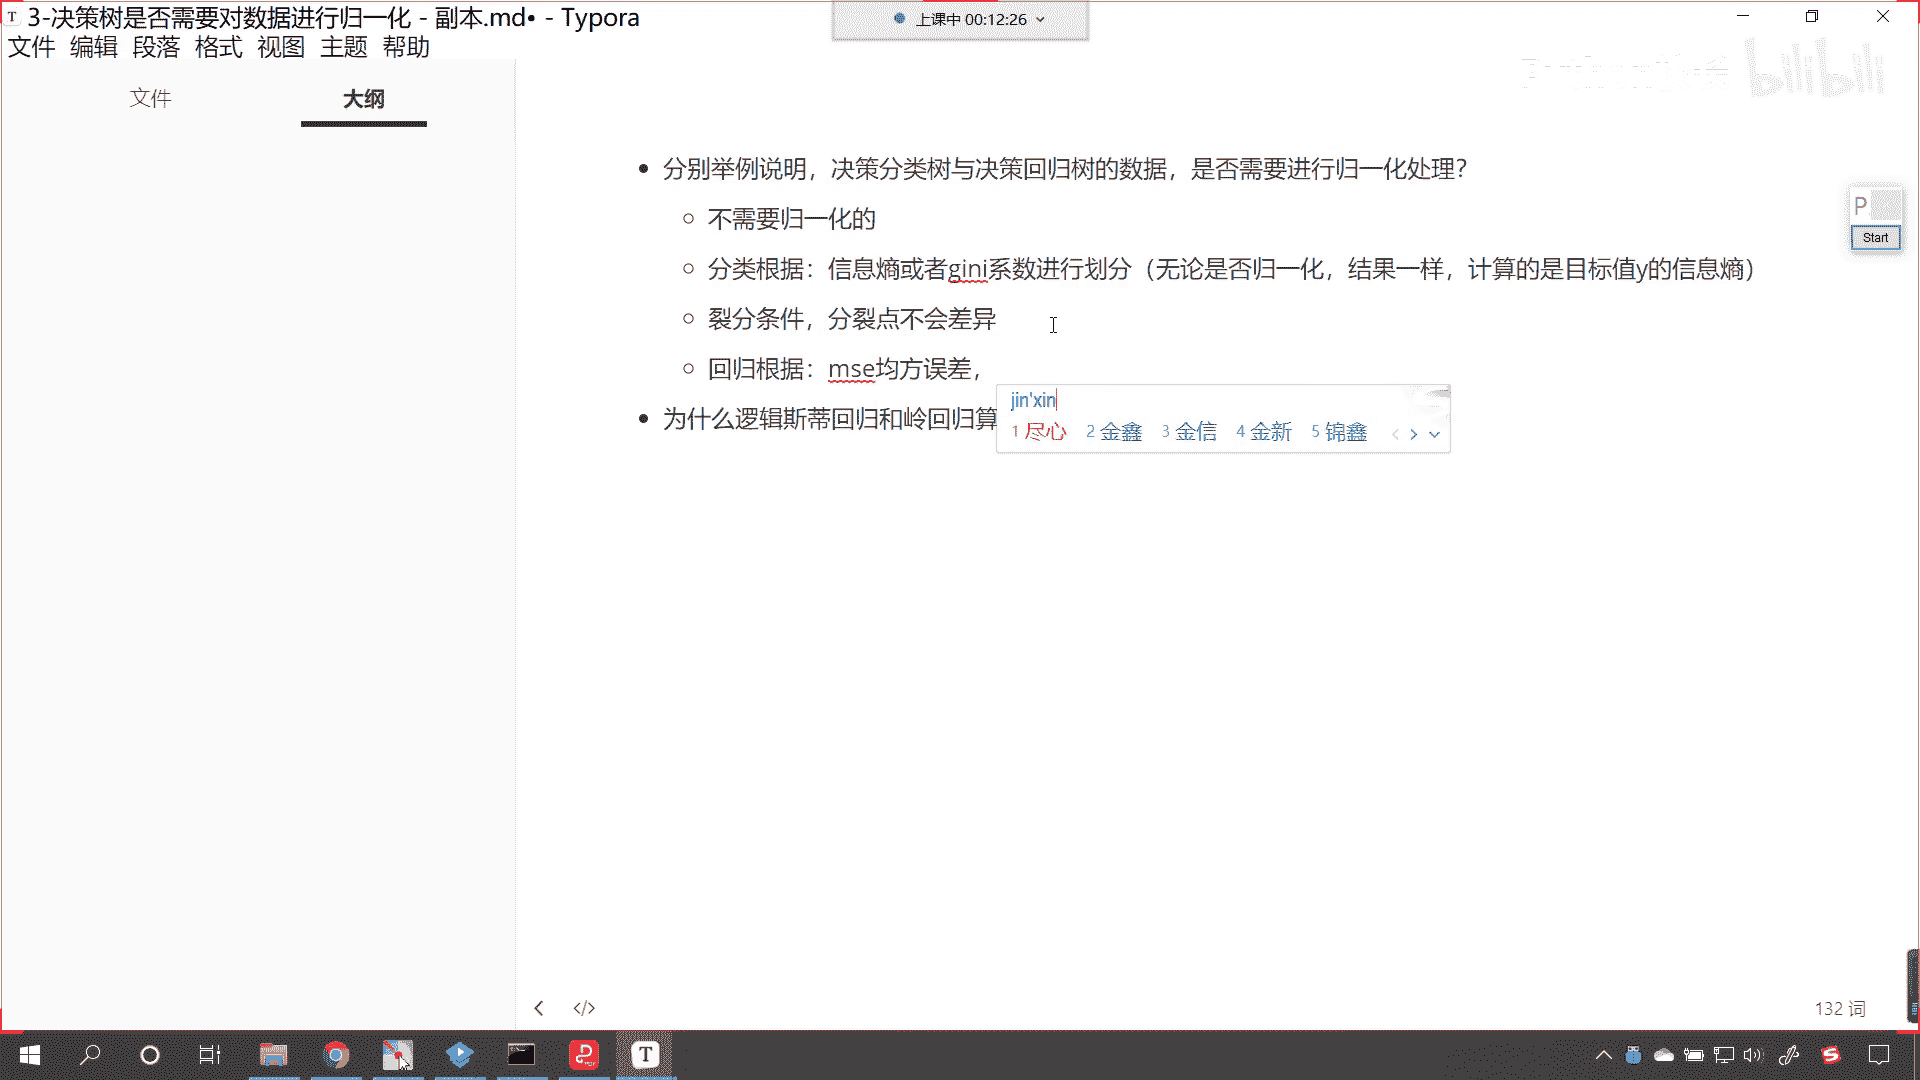 3-决策树是否需要对数据进行归一化 - 副本.md• - Typora
上课中 00:12:26
文件 编辑 段落 格式 视图 主题 帮助
bilibili
文件 大纲
分别举例说明，决策分类树与决策回归树的数据，是否需要进行归一化处理？
P
Start
不需要归一化的
分类根据：信息熵或者gini系数进行划分（无论是否归一化，结果一样，计算的是目标值y的信息熵）
裂分条件，分裂点不会差异
回归根据：mse均方误差，
jin'xin
为什么逻辑斯蒂回归和岭回归算
1 尽心 2 金鑫 3 金信 4 金新 5 锦鑫
132 词